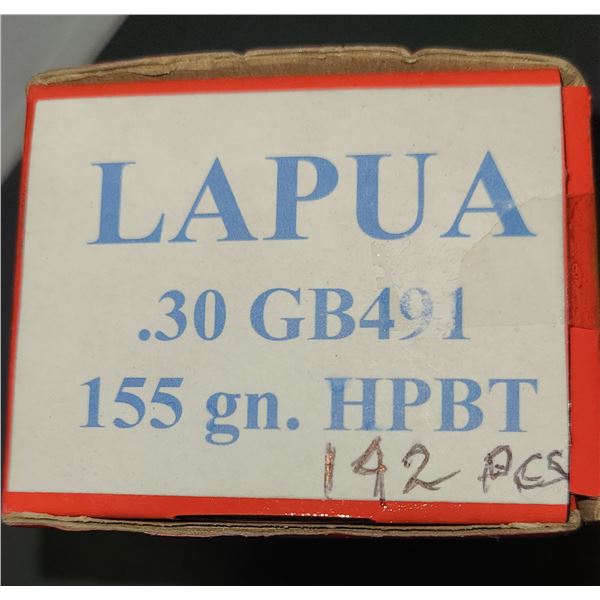 LAPUA
.30 GB491
155 gn. HPBT
142 PCS